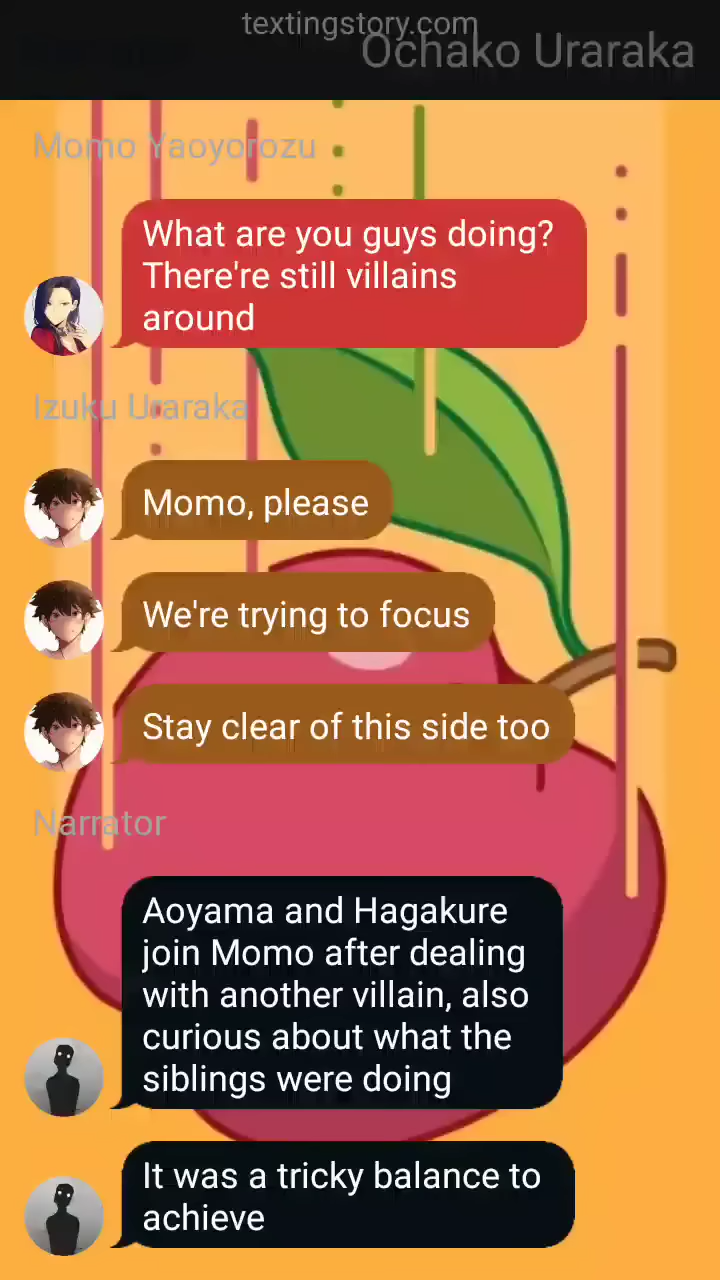 textingstory.com
Ochako Uraraka
Momo Yaoyorozu
What are you guys doing?
There're still villains
around
Izuku Uraraka
Momo, please
We're trying to focus
Stay clear of this side too
Narrator
Aoyama and Hagakure
join Momo after dealing
with another villain, also
curious about what the
siblings were doing
It was a tricky balance to
achieve